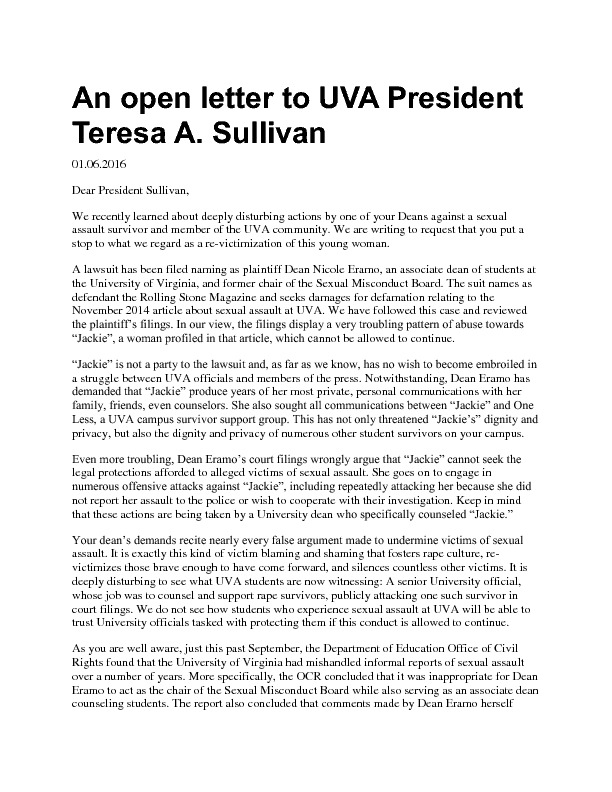 An open letter to UVA President
Teresa A. Sullivan
01.06.2016
Dear President Sullivan,
We recently learned about deeply disturbing actions by one of your Deans against a sexual
assault survivor and member of the UVA community. We are writing to request that you put a
stop to what we regard as a re-victimization of this young woman.
A lawsuit has been filed naming as plaintiff Dean Nicole Eramo, an associate dean of students at
the University of Virginia, and former chair of the Sexual Misconduct Board. The suit names as
defendant the Rolling Stone Magazine and seeks damages for defamation relating to the
November 2014 article about sexual assault at UVA. We have followed this case and reviewed
the plaintiff’s filings. In our view, the filings display a very troubling pattern of abuse towards
“Jackie”, a woman profiled in that article, which cannot be allowed to continue.
“Jackie” is not a party to the lawsuit and, as far as we know, has no wish to become embroiled in
a struggle between UVA officials and members of the press. Notwithstanding, Dean Eramo has
demanded that “Jackie” produce years of her most private, personal communications with her
family, friends, even counselors. She also sought all communications between “Jackie” and One
Less, a UVA campus survivor support group. This has not only threatened “Jackie’s” dignity and
privacy, but also the dignity and privacy of numerous other student survivors on your campus.
Even more troubling, Dean Eramo’s court filings wrongly argue that “Jackie” cannot seek the
legal protections afforded to alleged victims of sexual assault. She goes on to engage in
numerous offensive attacks against “Jackie”, including repeatedly attacking her because she did
not report her assault to the police or wish to cooperate with their investigation. Keep in mind
that these actions are being taken by a University dean who specifically counseled “Jackie.”
Your dean’s demands recite nearly every false argument made to undermine victims of sexual
assault. It is exactly this kind of victim blaming and shaming that fosters rape culture, re-
victimizes those brave enough to have come forward, and silences countless other victims. It is
deeply disturbing to see what UVA students are now witnessing: A senior University official,
whose job was to counsel and support rape survivors, publicly attacking one such survivor in
court filings. We do not see how students who experience sexual assault at UVA will be able to
trust University officials tasked with protecting them if this conduct is allowed to continue.
As you are well aware, just this past September, the Department of Education Office of Civil
Rights found that the University of Virginia had mishandled informal reports of sexual assault
over a number of years. More specifically, the OCR concluded that it was inappropriate for Dean
Eramo to act as the chair of the Sexual Misconduct Board while also serving as an associate dean
counseling students. The report also concluded that comments made by Dean Eramo herself